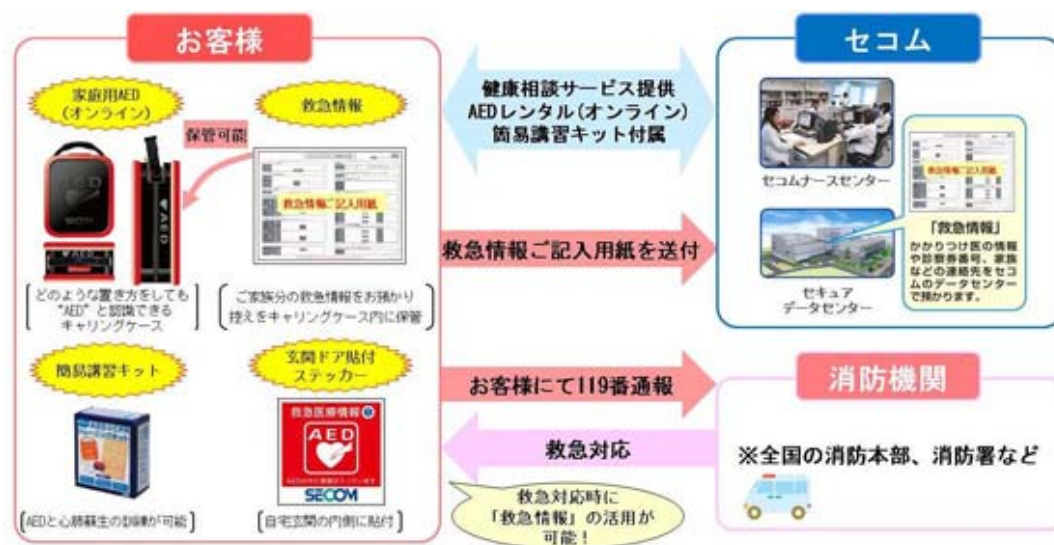 お客様
家庭用AED
(オンライン)
救急情報
保管可能
AED
AED
救急情報ご記入用紙
どのような置き方をしても
"AED"と認識できる
キャリングケース
ご家族分の救急情報をお預かり
控えをキャリングケース内に保管
簡易講習キット
玄関ドア貼付
ステッカー
救急医療情報
AED
SECOM
AEDと心肺蘇生の訓練が可能
自宅玄関の内側に貼付
健康相談サービス提供
AEDレンタル(オンライン)
簡易講習キット付属
救急情報ご記入用紙を送付
お客様にて119番通報
救急対応
救急対応時に
「救急情報」の活用が
可能！
セコム
セコムナースセンター
セキュア
データセンター
救急情報ご記入用紙
「救急情報」
かかりつけ医の情報
や診察券番号、家族
などの連絡先をセコ
ムのデータセンター
で預かります。
消防機関
※全国の消防本部、消防署など